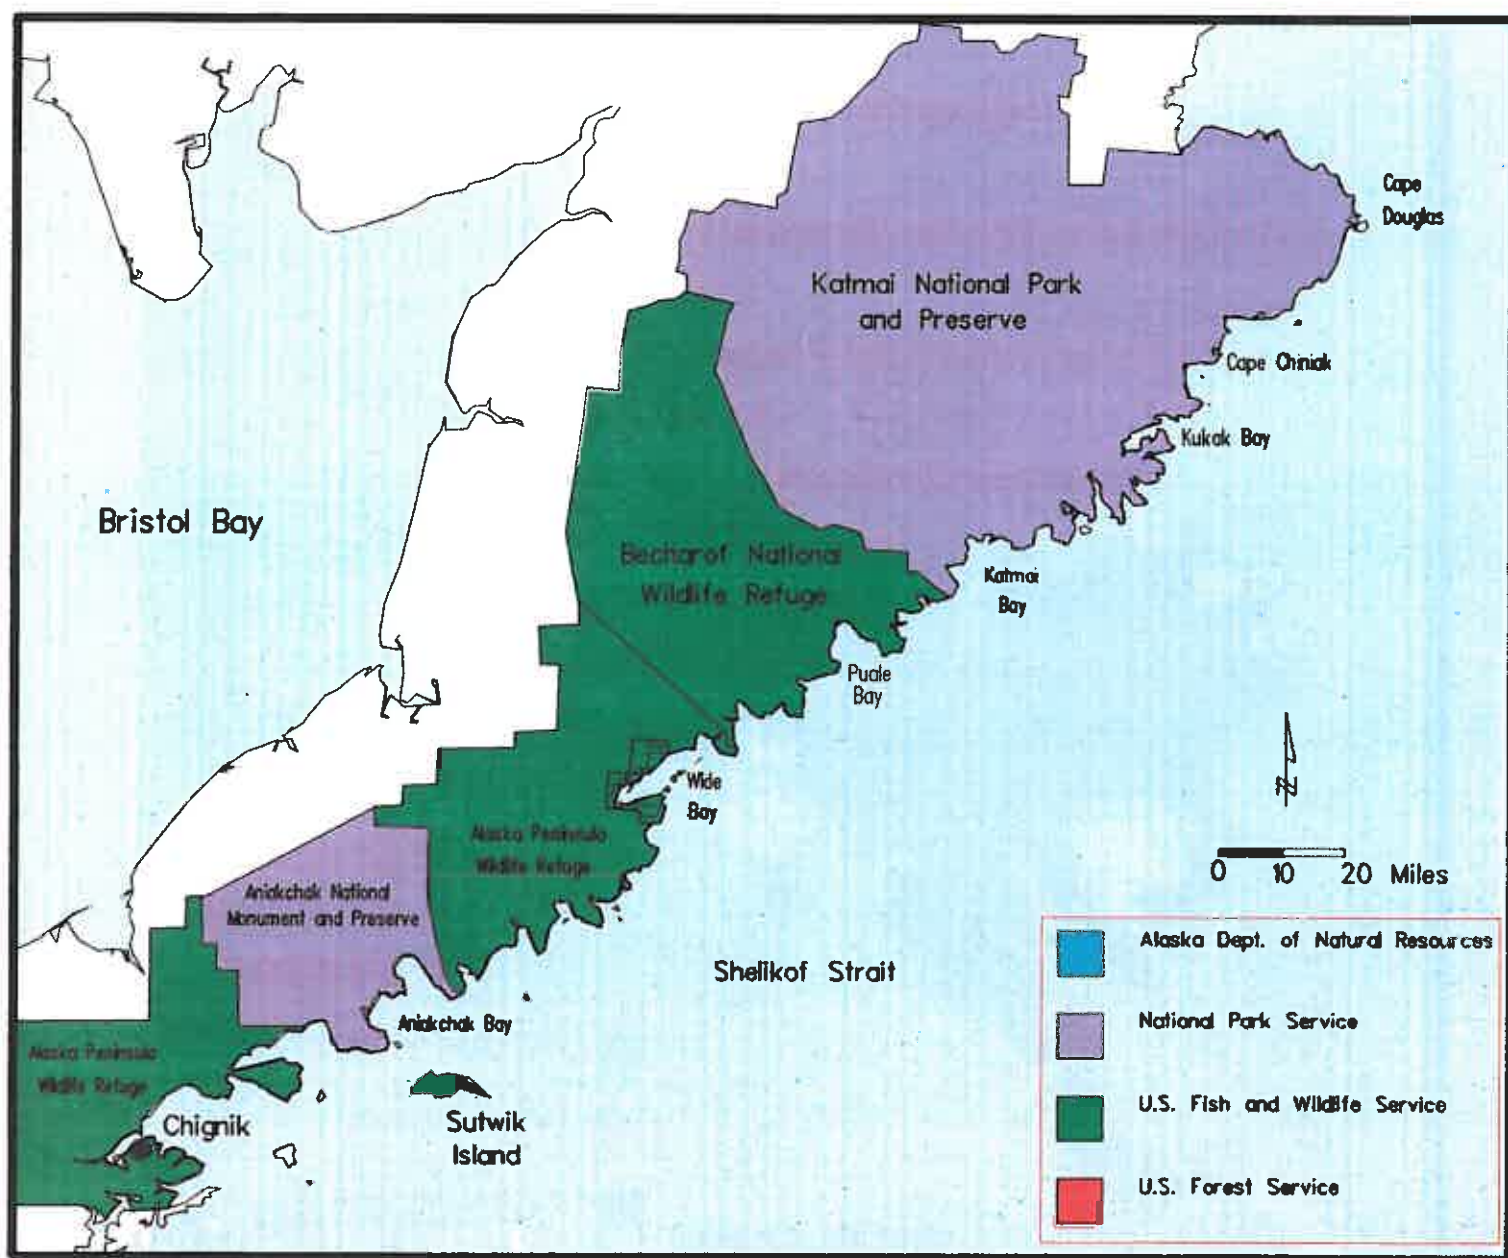 Cape
Douglas
Katmai National Park
and Preserve
Cape Chiniak
Kukak Bay
Bristol Bay
Becharof National
Wildlife Refuge
Katmai
Bay
Puale
Bay
Wide
Bay
Alaska Peninsula
Wildlife Refuge
0 10 20 Miles
Aniakchak National
Monument and Preserve
Shelikof Strait
Aniakchak Bay
Alaska Peninsula
Wildlife Refuge
Chignik
Sutwik
Island
N
Alaska Dept. of Natural Resources
National Park Service
U.S. Fish and Wildlife Service
U.S. Forest Service